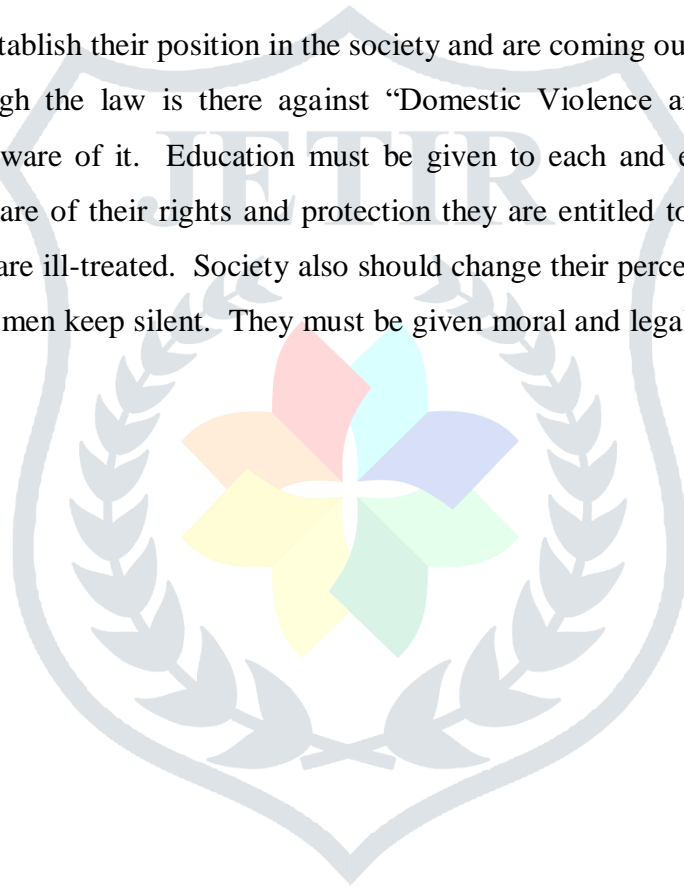 tablish their position in the society and are coming ou
gh the law is there against “Domestic Violence a
ware of it. Education must be given to each and e
are of their rights and protection they are entitled to
are ill-treated. Society also should change their perce
men keep silent. They must be given moral and lega
JETIR